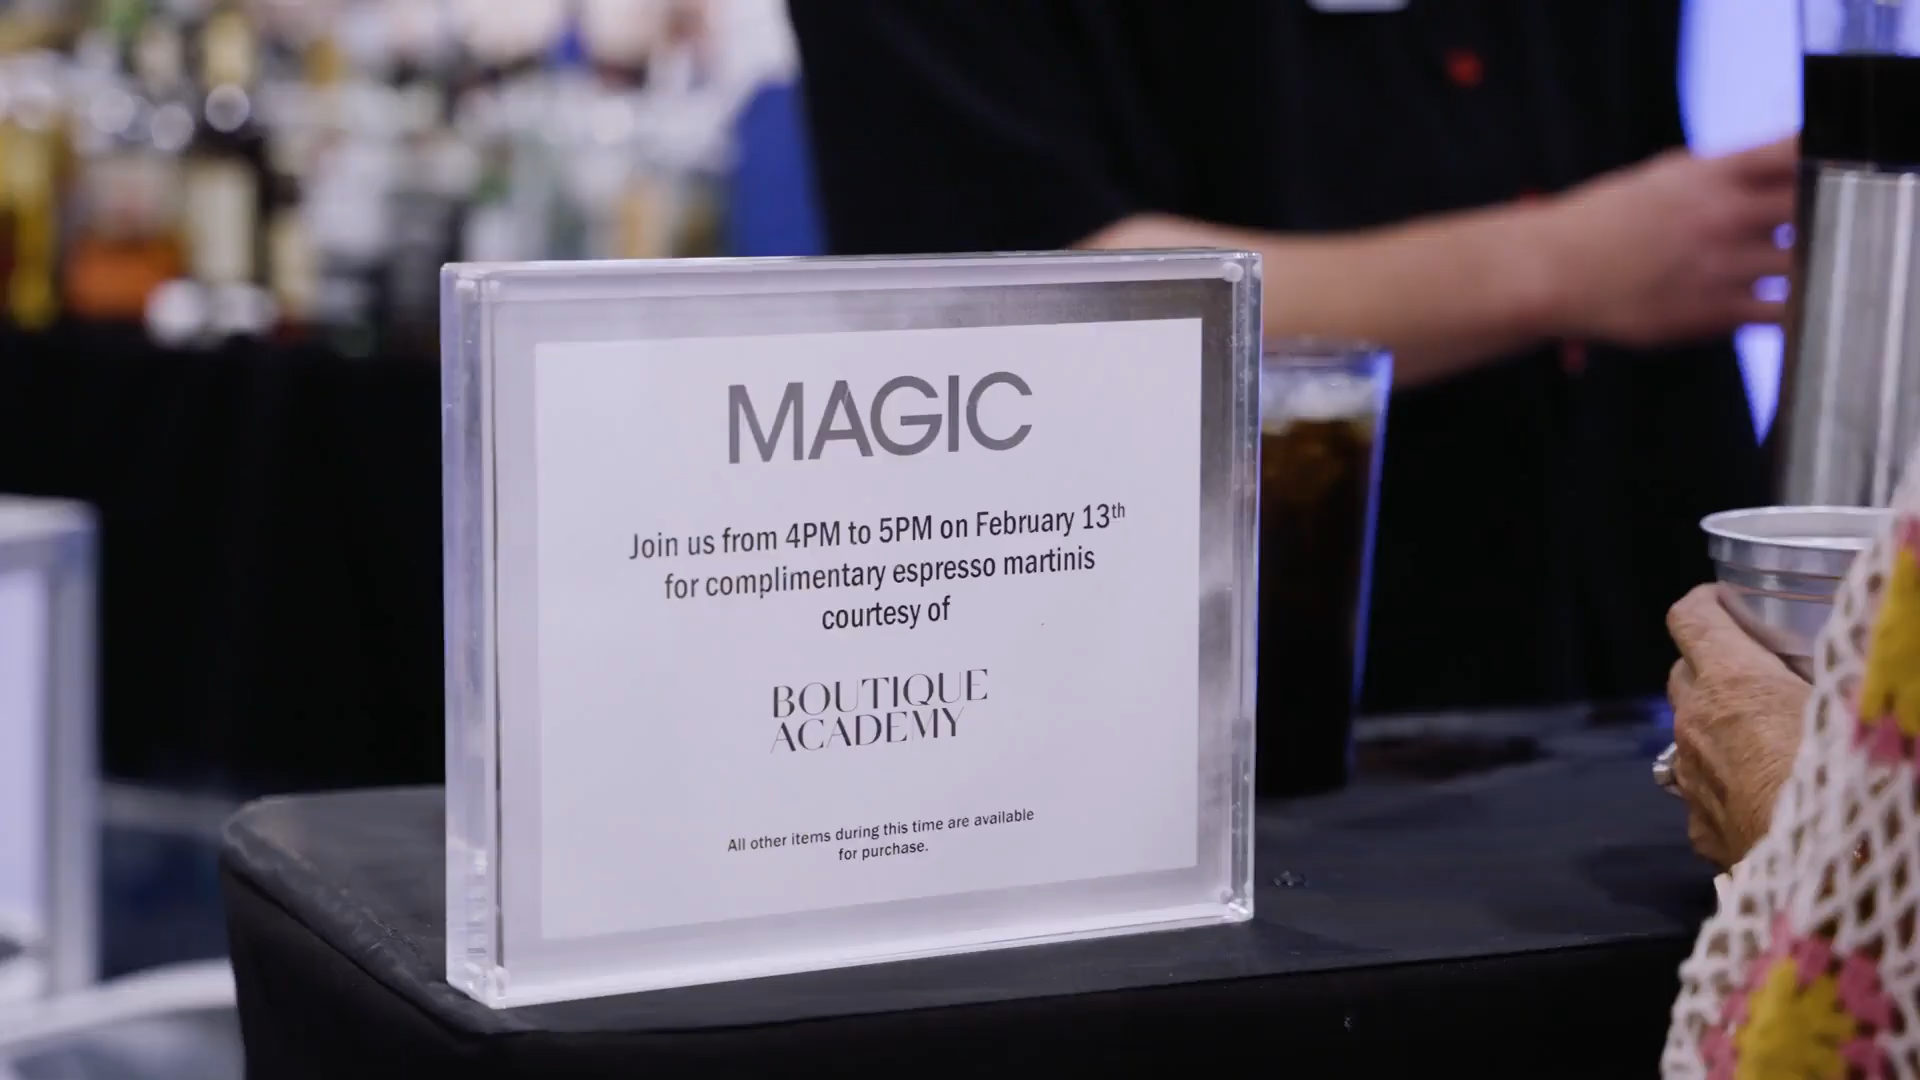 MAGIC
Join us from 4PM to 5PM on February 13th
for complimentary espresso martinis
courtesy of
BOUTIQUE
ACADEMY
All other items during this time are available
for purchase.